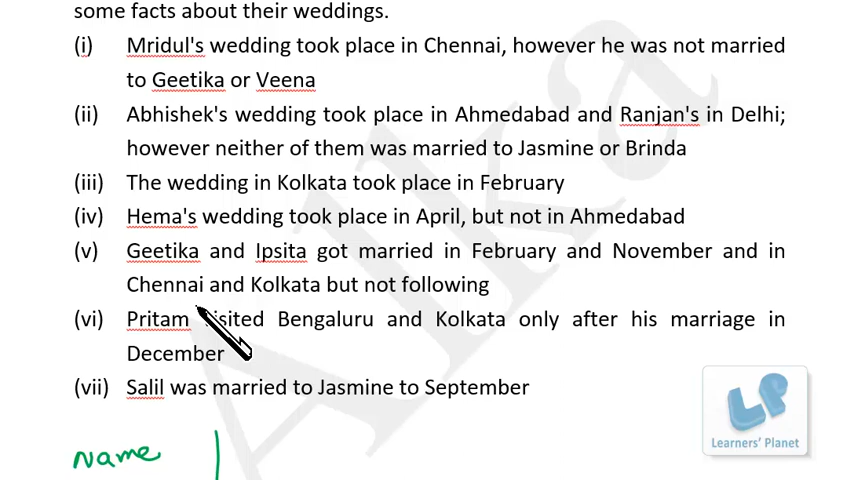 some facts about their weddings.
(i) Mridul's wedding took place in Chennai, however he was not married
to Geetika or Veena
(ii) Abhishek's wedding took place in Ahmedabad and Ranjan's in Delhi;
however neither of them was married to Jasmine or Brinda
(iii) The wedding in Kolkata took place in February
(iv) Hema's wedding took place in April, but not in Ahmedabad
(v) Geetika and Ipsita got married in February and November and in
Chennai and Kolkata but not following
(vi) Pritam visited Bengaluru and Kolkata only after his marriage in
December
(vii) Salil was married to Jasmine to September
Name
Alka
LP
Learners' Planet